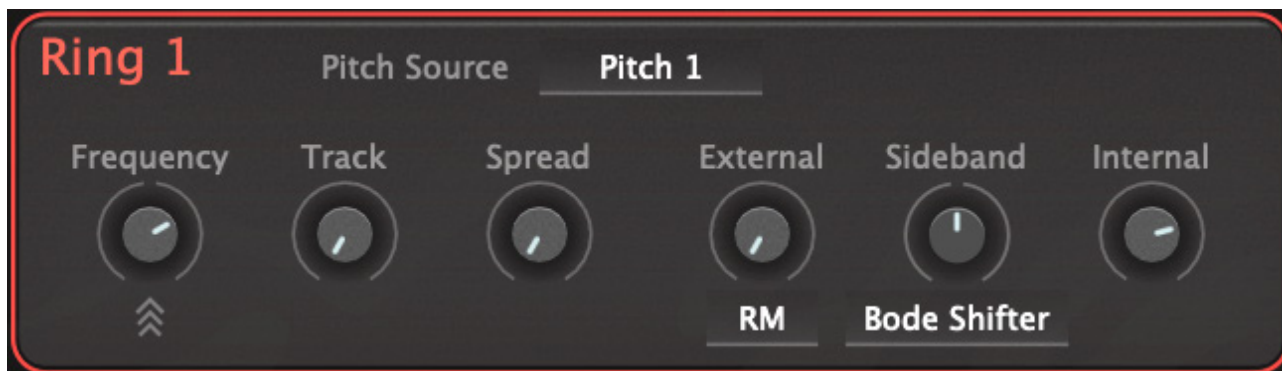 Ring 1
Pitch Source Pitch 1
Frequency Track Spread External Sideband Internal
RM Bode Shifter